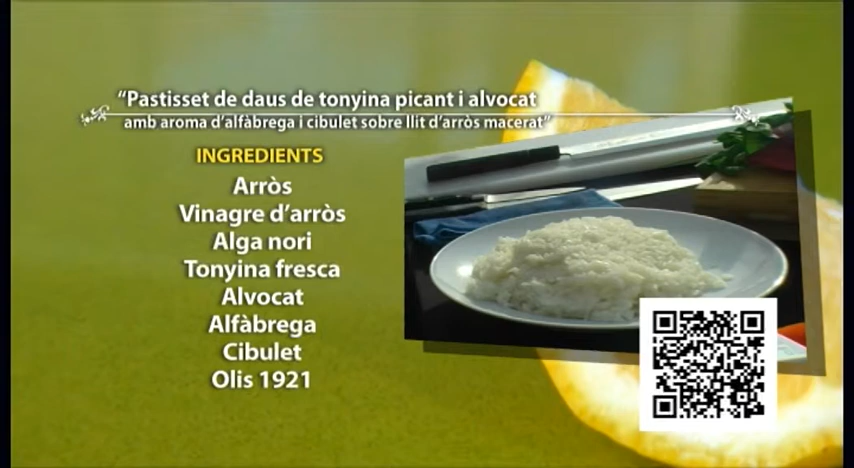 “Pastisset de daus de tonyina picant i alvocat
amb aroma d’alfàbrega i cibulet sobre llit d’arròs macerat”
INGREDIENTS
Arròs
Vinagre d’arròs
Alga nori
Tonyina fresca
Alvocat
Alfàbrega
Cibulet
Olis 1921